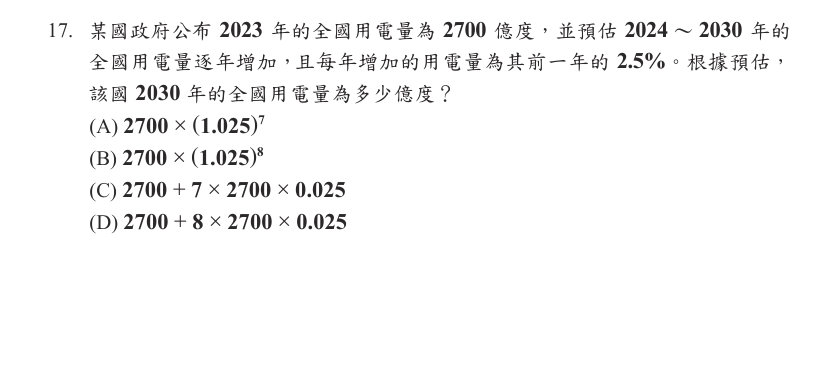 17. 某國政府公布 2023 年的全國用電量為 2700 億度，並預估 2024 ～ 2030 年的
全國用電量逐年增加，且每年增加的用電量為其前一年的 2.5%。根據預估，
該國 2030 年的全國用電量為多少億度？
(A) 2700 × (1.025)⁷
(B) 2700 × (1.025)⁸
(C) 2700 + 7 × 2700 × 0.025
(D) 2700 + 8 × 2700 × 0.025